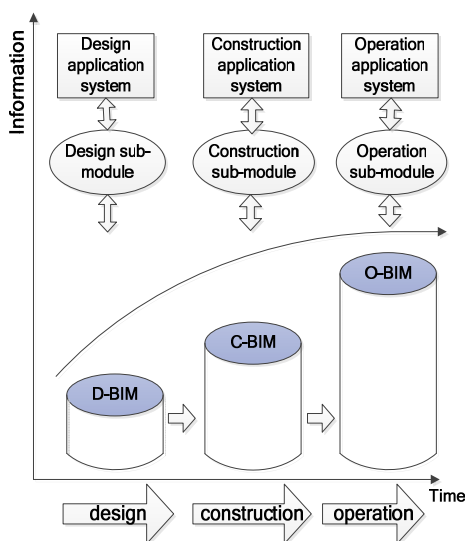 Information
Design
application
system
Construction
application
system
Operation
application
system
Design sub-
module
Construction
sub-module
Operation
sub-module
D-BIM
C-BIM
O-BIM
Time
design
construction
operation